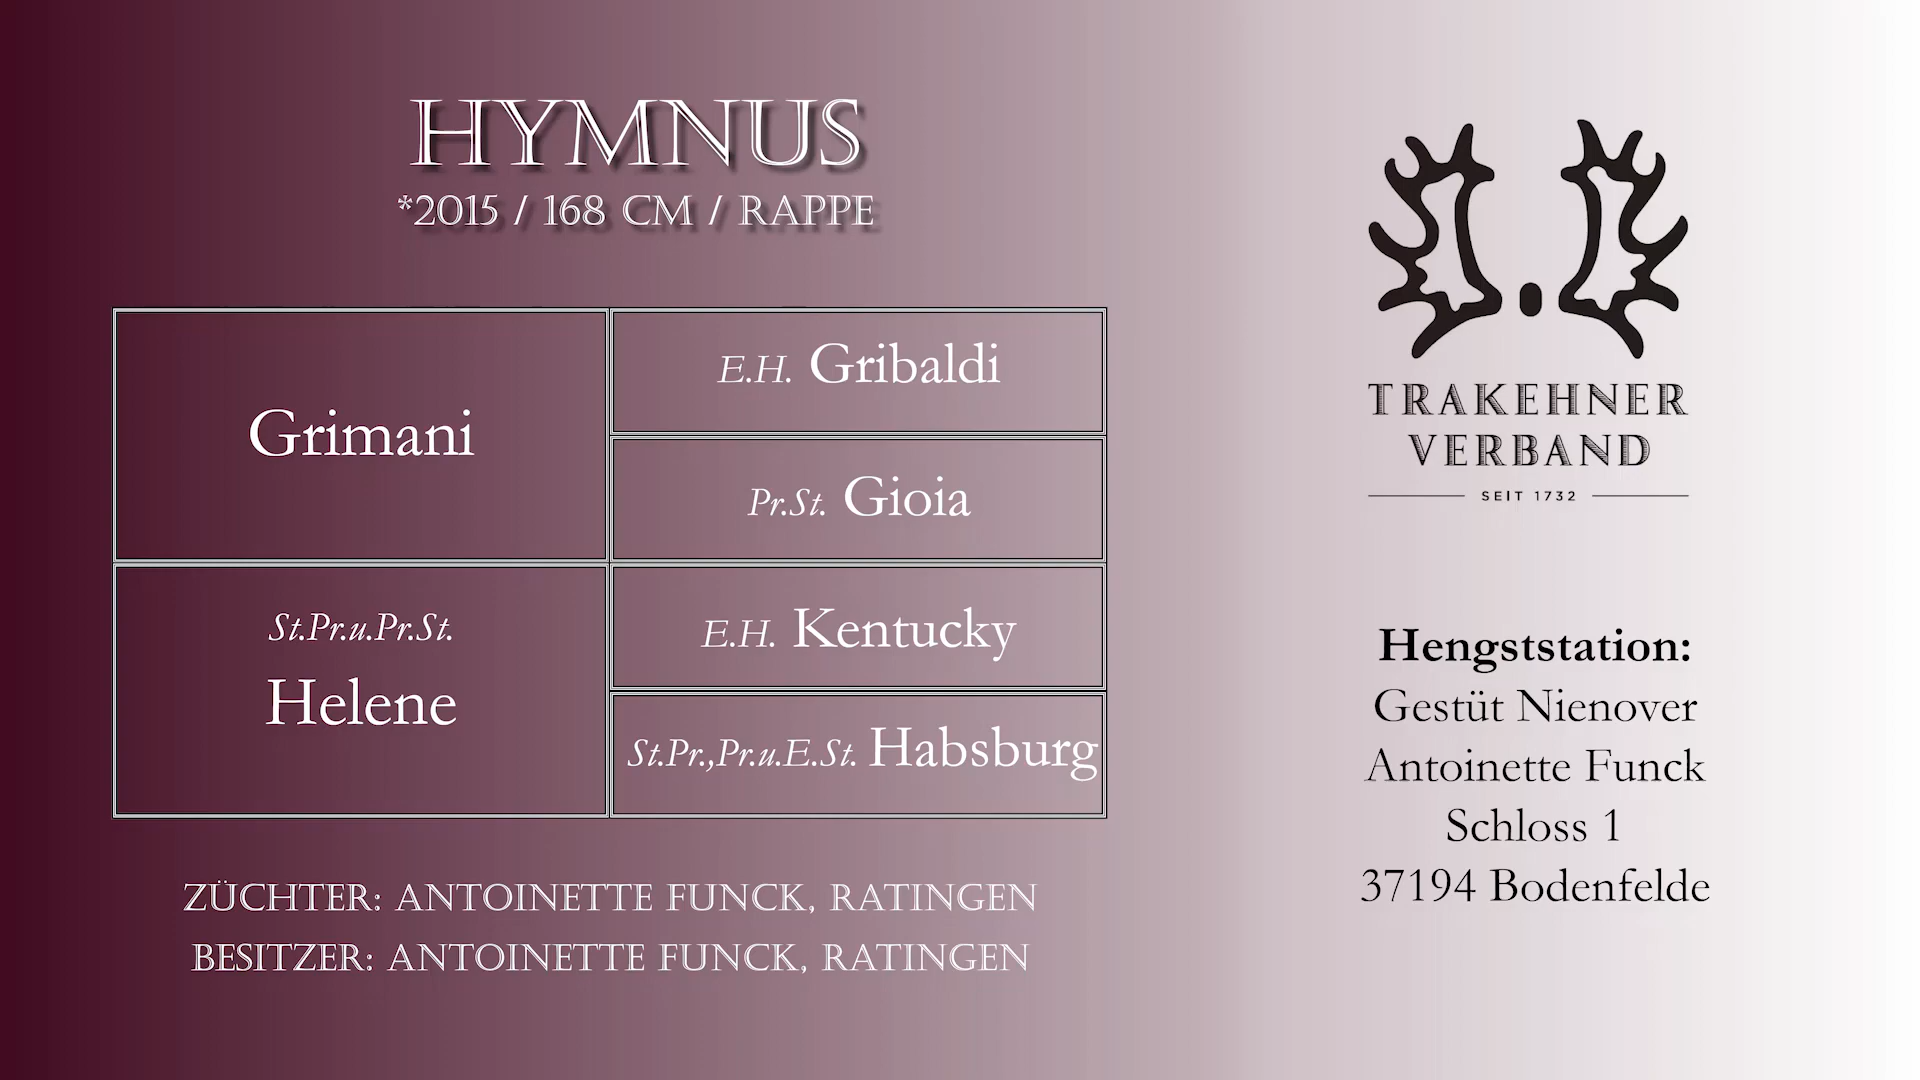 HYMNUS
*2015 / 168 CM / RAPPE
Grimani
E.H. Gribaldi
Pr.St. Gioia
St.Pr.u.Pr.St.
Helene
E.H. Kentucky
St.Pr.,Pr.u.E.St. Habsburg
ZÜCHTER: ANTOINETTE FUNCK, RATINGEN
BESITZER: ANTOINETTE FUNCK, RATINGEN
TRAKEHNER
VERBAND
SEIT 1732
Hengststation:
Gestüt Nienover
Antoinette Funck
Schloss 1
37194 Bodenfelde